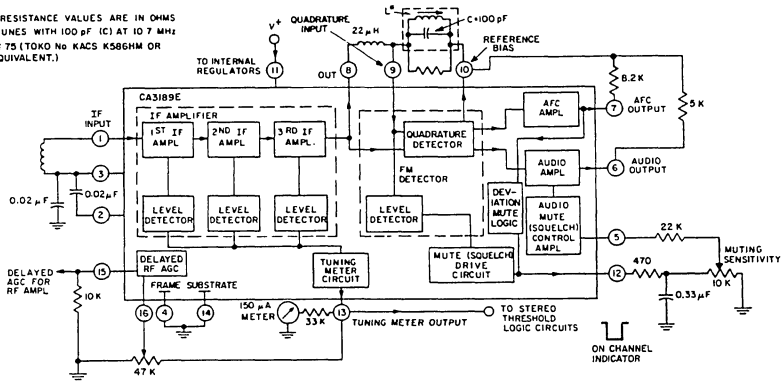 RESISTANCE VALUES ARE IN OHMS
TUNES WITH 100 pF (C) AT 10.7 MHz
75 (TOKO No KACS K586HM OR
EQUIVALENT.)
V+
TO INTERNAL
REGULATORS
11
QUADRATURE
INPUT
22 μH
L*
C=100 pF
OUT
8
9
10
REFERENCE
BIAS
CA3189E
IF AMPLIFIER
IF
INPUT
1
3
2
0.02 μF
0.02 μF
1ST IF
AMPL
2ND IF
AMPL
3RD IF
AMPL.
LEVEL
DETECTOR
LEVEL
DETECTOR
LEVEL
DETECTOR
QUADRATURE
DETECTOR
FM
DETECTOR
LEVEL
DETECTOR
AFC
AMPL
8.2 K
7
AFC
OUTPUT
5 K
AUDIO
AMPL
6
AUDIO
OUTPUT
DEV-
IATION
MUTE
LOGIC
AUDIO
MUTE
(SQUELCH)
CONTROL
AMPL
5
22 K
MUTING
SENSITIVITY
MUTE (SQUELCH)
DRIVE
CIRCUIT
12
470
10 K
0.33 μF
DELAYED
RF AGC
TUNING
METER
CIRCUIT
DELAYED
AGC FOR
RF AMPL
15
10 K
FRAME
SUBSTRATE
16
4
14
150 μA
METER
33 K
13
TUNING METER OUTPUT
TO STEREO
THRESHOLD
LOGIC CIRCUITS
47 K
ON CHANNEL
INDICATOR